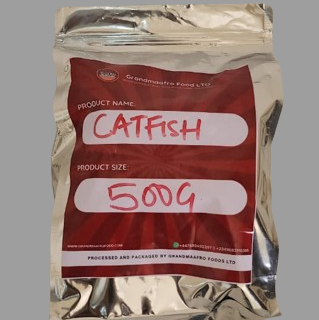 Grandmaafro Food LTD
PRODUCT NAME:
CATFISH
PRODUCT SIZE:
500G
PROCESSED AND PACKAGED BY GRANDMAAFRO FOODS LTD